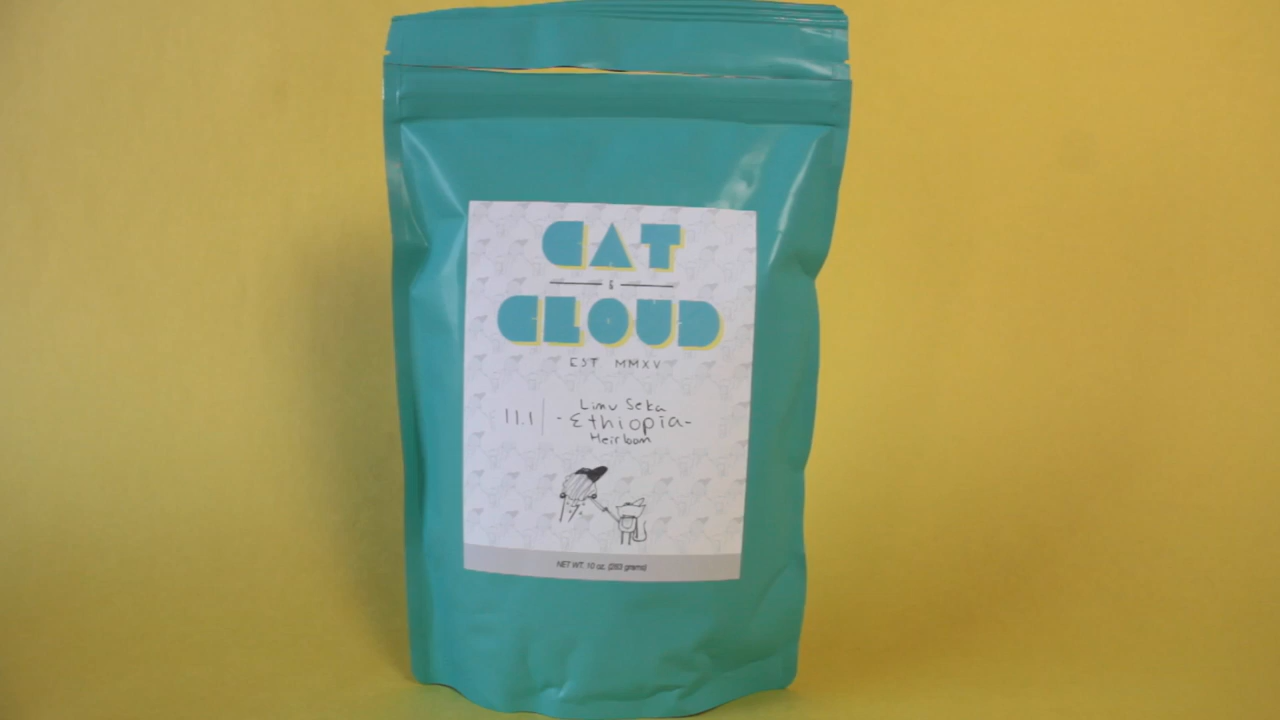 CAT
&
CLOUD
EST MMXV
Limu Seka
11.1 | -Ethiopia-
Heirloom
NET WT. 10 oz. (283 grams)